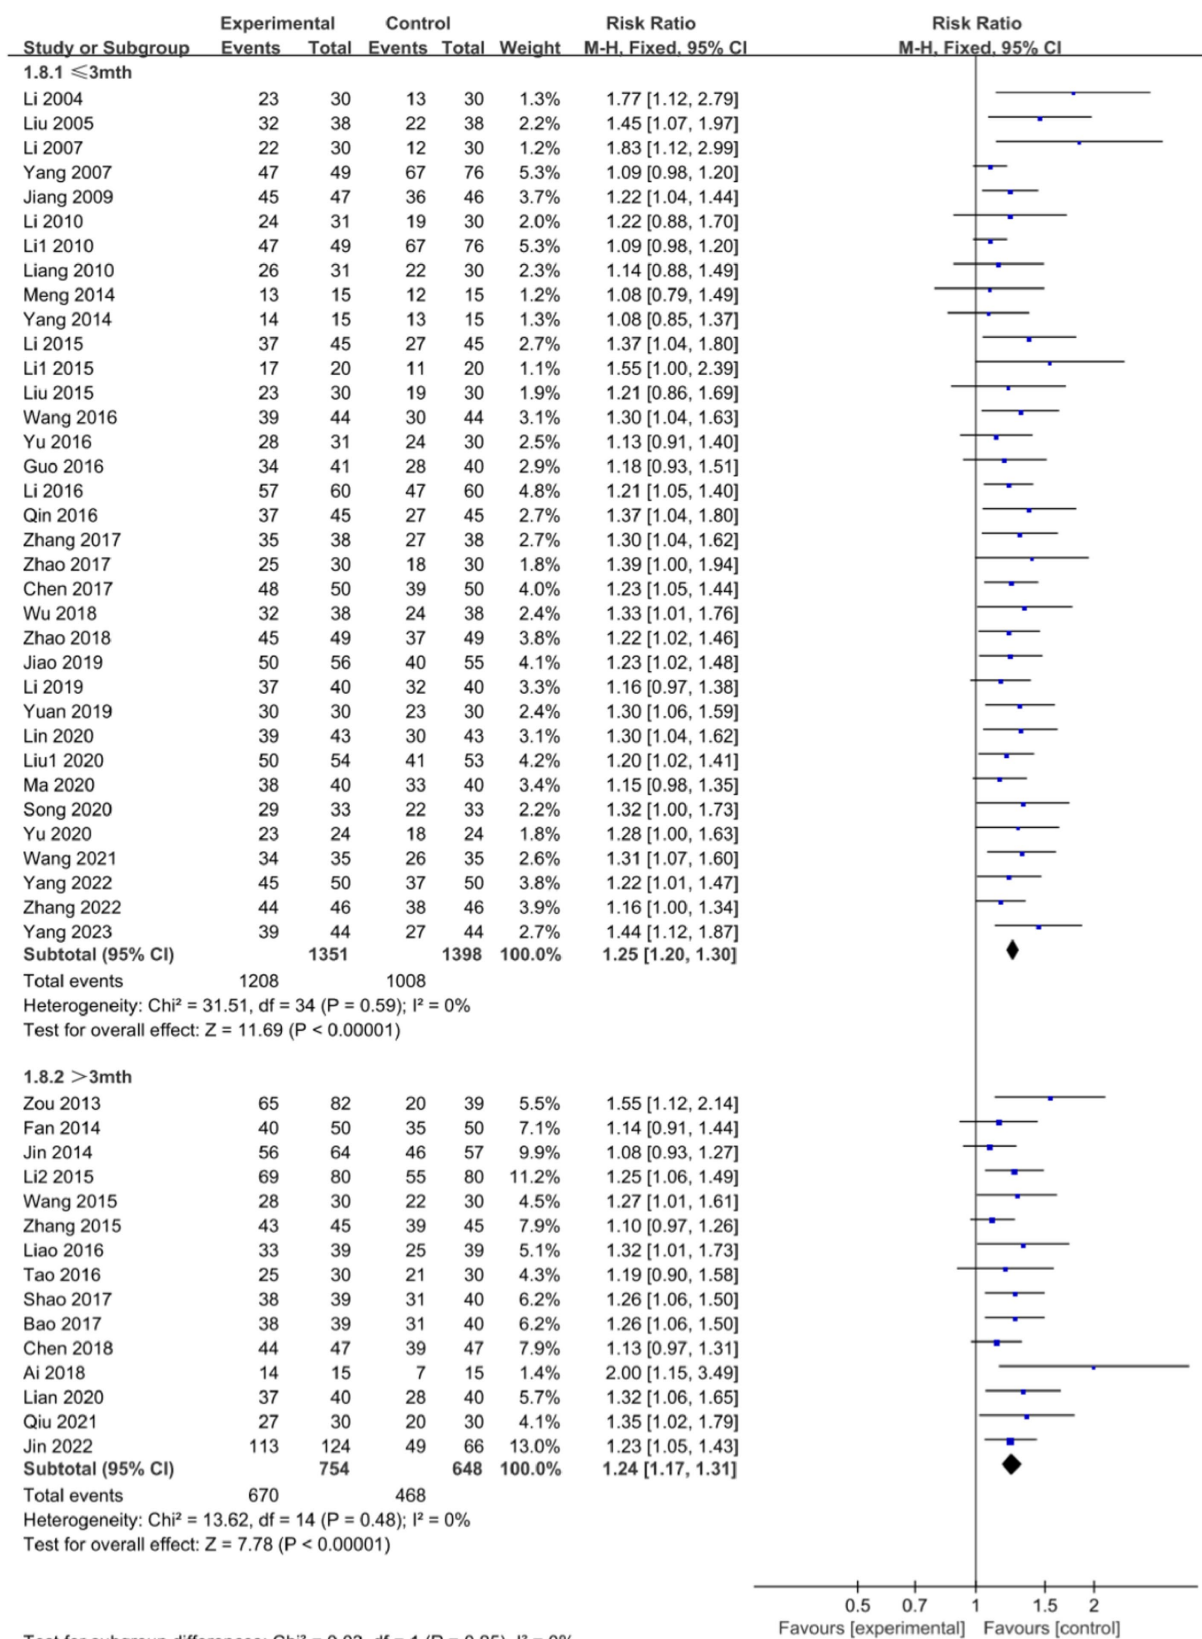 Experimental Control Risk Ratio Risk Ratio
Study or Subgroup Events Total Events Total Weight M-H, Fixed, 95% CI M-H, Fixed, 95% CI
1.8.1 ≤3mth
Li 2004 23 30 13 30 1.3% 1.77 [1.12, 2.79]
Liu 2005 32 38 22 38 2.2% 1.45 [1.07, 1.97]
Li 2007 22 30 12 30 1.2% 1.83 [1.12, 2.99]
Yang 2007 47 49 67 76 5.3% 1.09 [0.98, 1.20]
Jiang 2009 45 47 36 46 3.7% 1.22 [1.04, 1.44]
Li 2010 24 31 19 30 2.0% 1.22 [0.88, 1.70]
Li1 2010 47 49 67 76 5.3% 1.09 [0.98, 1.20]
Liang 2010 26 31 22 30 2.3% 1.14 [0.88, 1.49]
Meng 2014 13 15 12 15 1.2% 1.08 [0.79, 1.49]
Yang 2014 14 15 13 15 1.3% 1.08 [0.85, 1.37]
Li 2015 37 45 27 45 2.7% 1.37 [1.04, 1.80]
Li1 2015 17 20 11 20 1.1% 1.55 [1.00, 2.39]
Liu 2015 23 30 19 30 1.9% 1.21 [0.86, 1.69]
Wang 2016 39 44 30 44 3.1% 1.30 [1.04, 1.63]
Yu 2016 28 31 24 30 2.5% 1.13 [0.91, 1.40]
Guo 2016 34 41 28 40 2.9% 1.18 [0.93, 1.51]
Li 2016 57 60 47 60 4.8% 1.21 [1.05, 1.40]
Qin 2016 37 45 27 45 2.7% 1.37 [1.04, 1.80]
Zhang 2017 35 38 27 38 2.7% 1.30 [1.04, 1.62]
Zhao 2017 25 30 18 30 1.8% 1.39 [1.00, 1.94]
Chen 2017 48 50 39 50 4.0% 1.23 [1.05, 1.44]
Wu 2018 32 38 24 38 2.4% 1.33 [1.01, 1.76]
Zhao 2018 45 49 37 49 3.8% 1.22 [1.02, 1.46]
Jiao 2019 50 56 40 55 4.1% 1.23 [1.02, 1.48]
Li 2019 37 40 32 40 3.3% 1.16 [0.97, 1.38]
Yuan 2019 30 30 23 30 2.4% 1.30 [1.06, 1.59]
Lin 2020 39 43 30 43 3.1% 1.30 [1.04, 1.62]
Liu1 2020 50 54 41 53 4.2% 1.20 [1.02, 1.41]
Ma 2020 38 40 33 40 3.4% 1.15 [0.98, 1.35]
Song 2020 29 33 22 33 2.2% 1.32 [1.00, 1.73]
Yu 2020 23 24 18 24 1.8% 1.28 [1.00, 1.63]
Wang 2021 34 35 26 35 2.6% 1.31 [1.07, 1.60]
Yang 2022 45 50 37 50 3.8% 1.22 [1.01, 1.47]
Zhang 2022 44 46 38 46 3.9% 1.16 [1.00, 1.34]
Yang 2023 39 44 27 44 2.7% 1.44 [1.12, 1.87]
Subtotal (95% CI) 1351 1398 100.0% 1.25 [1.20, 1.30]
Total events 1208 1008
Heterogeneity: Chi² = 31.51, df = 34 (P = 0.59); I² = 0%
Test for overall effect: Z = 11.69 (P < 0.00001)
1.8.2 >3mth
Zou 2013 65 82 20 39 5.5% 1.55 [1.12, 2.14]
Fan 2014 40 50 35 50 7.1% 1.14 [0.91, 1.44]
Jin 2014 56 64 46 57 9.9% 1.08 [0.93, 1.27]
Li2 2015 69 80 55 80 11.2% 1.25 [1.06, 1.49]
Wang 2015 28 30 22 30 4.5% 1.27 [1.01, 1.61]
Zhang 2015 43 45 39 45 7.9% 1.10 [0.97, 1.26]
Liao 2016 33 39 25 39 5.1% 1.32 [1.01, 1.73]
Tao 2016 25 30 21 30 4.3% 1.19 [0.90, 1.58]
Shao 2017 38 39 31 40 6.2% 1.26 [1.06, 1.50]
Bao 2017 38 39 31 40 6.2% 1.26 [1.06, 1.50]
Chen 2018 44 47 39 47 7.9% 1.13 [0.97, 1.31]
Ai 2018 14 15 7 15 1.4% 2.00 [1.15, 3.49]
Lian 2020 37 40 28 40 5.7% 1.32 [1.06, 1.65]
Qiu 2021 27 30 20 30 4.1% 1.35 [1.02, 1.79]
Jin 2022 113 124 49 66 13.0% 1.23 [1.05, 1.43]
Subtotal (95% CI) 754 648 100.0% 1.24 [1.17, 1.31]
Total events 670 468
Heterogeneity: Chi² = 13.62, df = 14 (P = 0.48); I² = 0%
Test for overall effect: Z = 7.78 (P < 0.00001)
0.5 0.7 1 1.5 2
Favours [experimental] Favours [control]